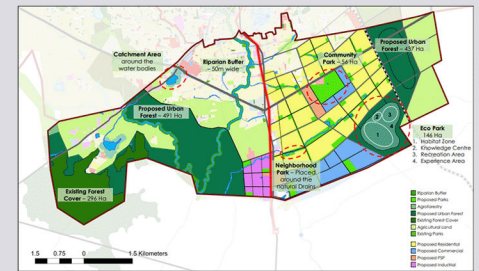 Catchment Area
around the
water bodies
Riparian Buffer
– 50m wide
Community
Park – 56 Ha
Proposed Urban
Forest – 437 Ha
Proposed Urban
Forest – 491 Ha
Eco Park
146 Ha
1. Habitat Zone
2. Knowledge Centre
3. Recreation Area
4. Experience Area
2
3
4
1
Neighborhood
Park – Placed
around the
natural Drains
Existing Forest
Cover – 296 Ha
Riparian Buffer
Proposed Parks
Agroforestry
Proposed Urban Forest
Existing Forest Cover
Agricultural Land
Existing Parks
Proposed Residential
Proposed Commercial
Proposed PSP
Proposed Industrial
1.5 0.75 0 1.5 Kilometers